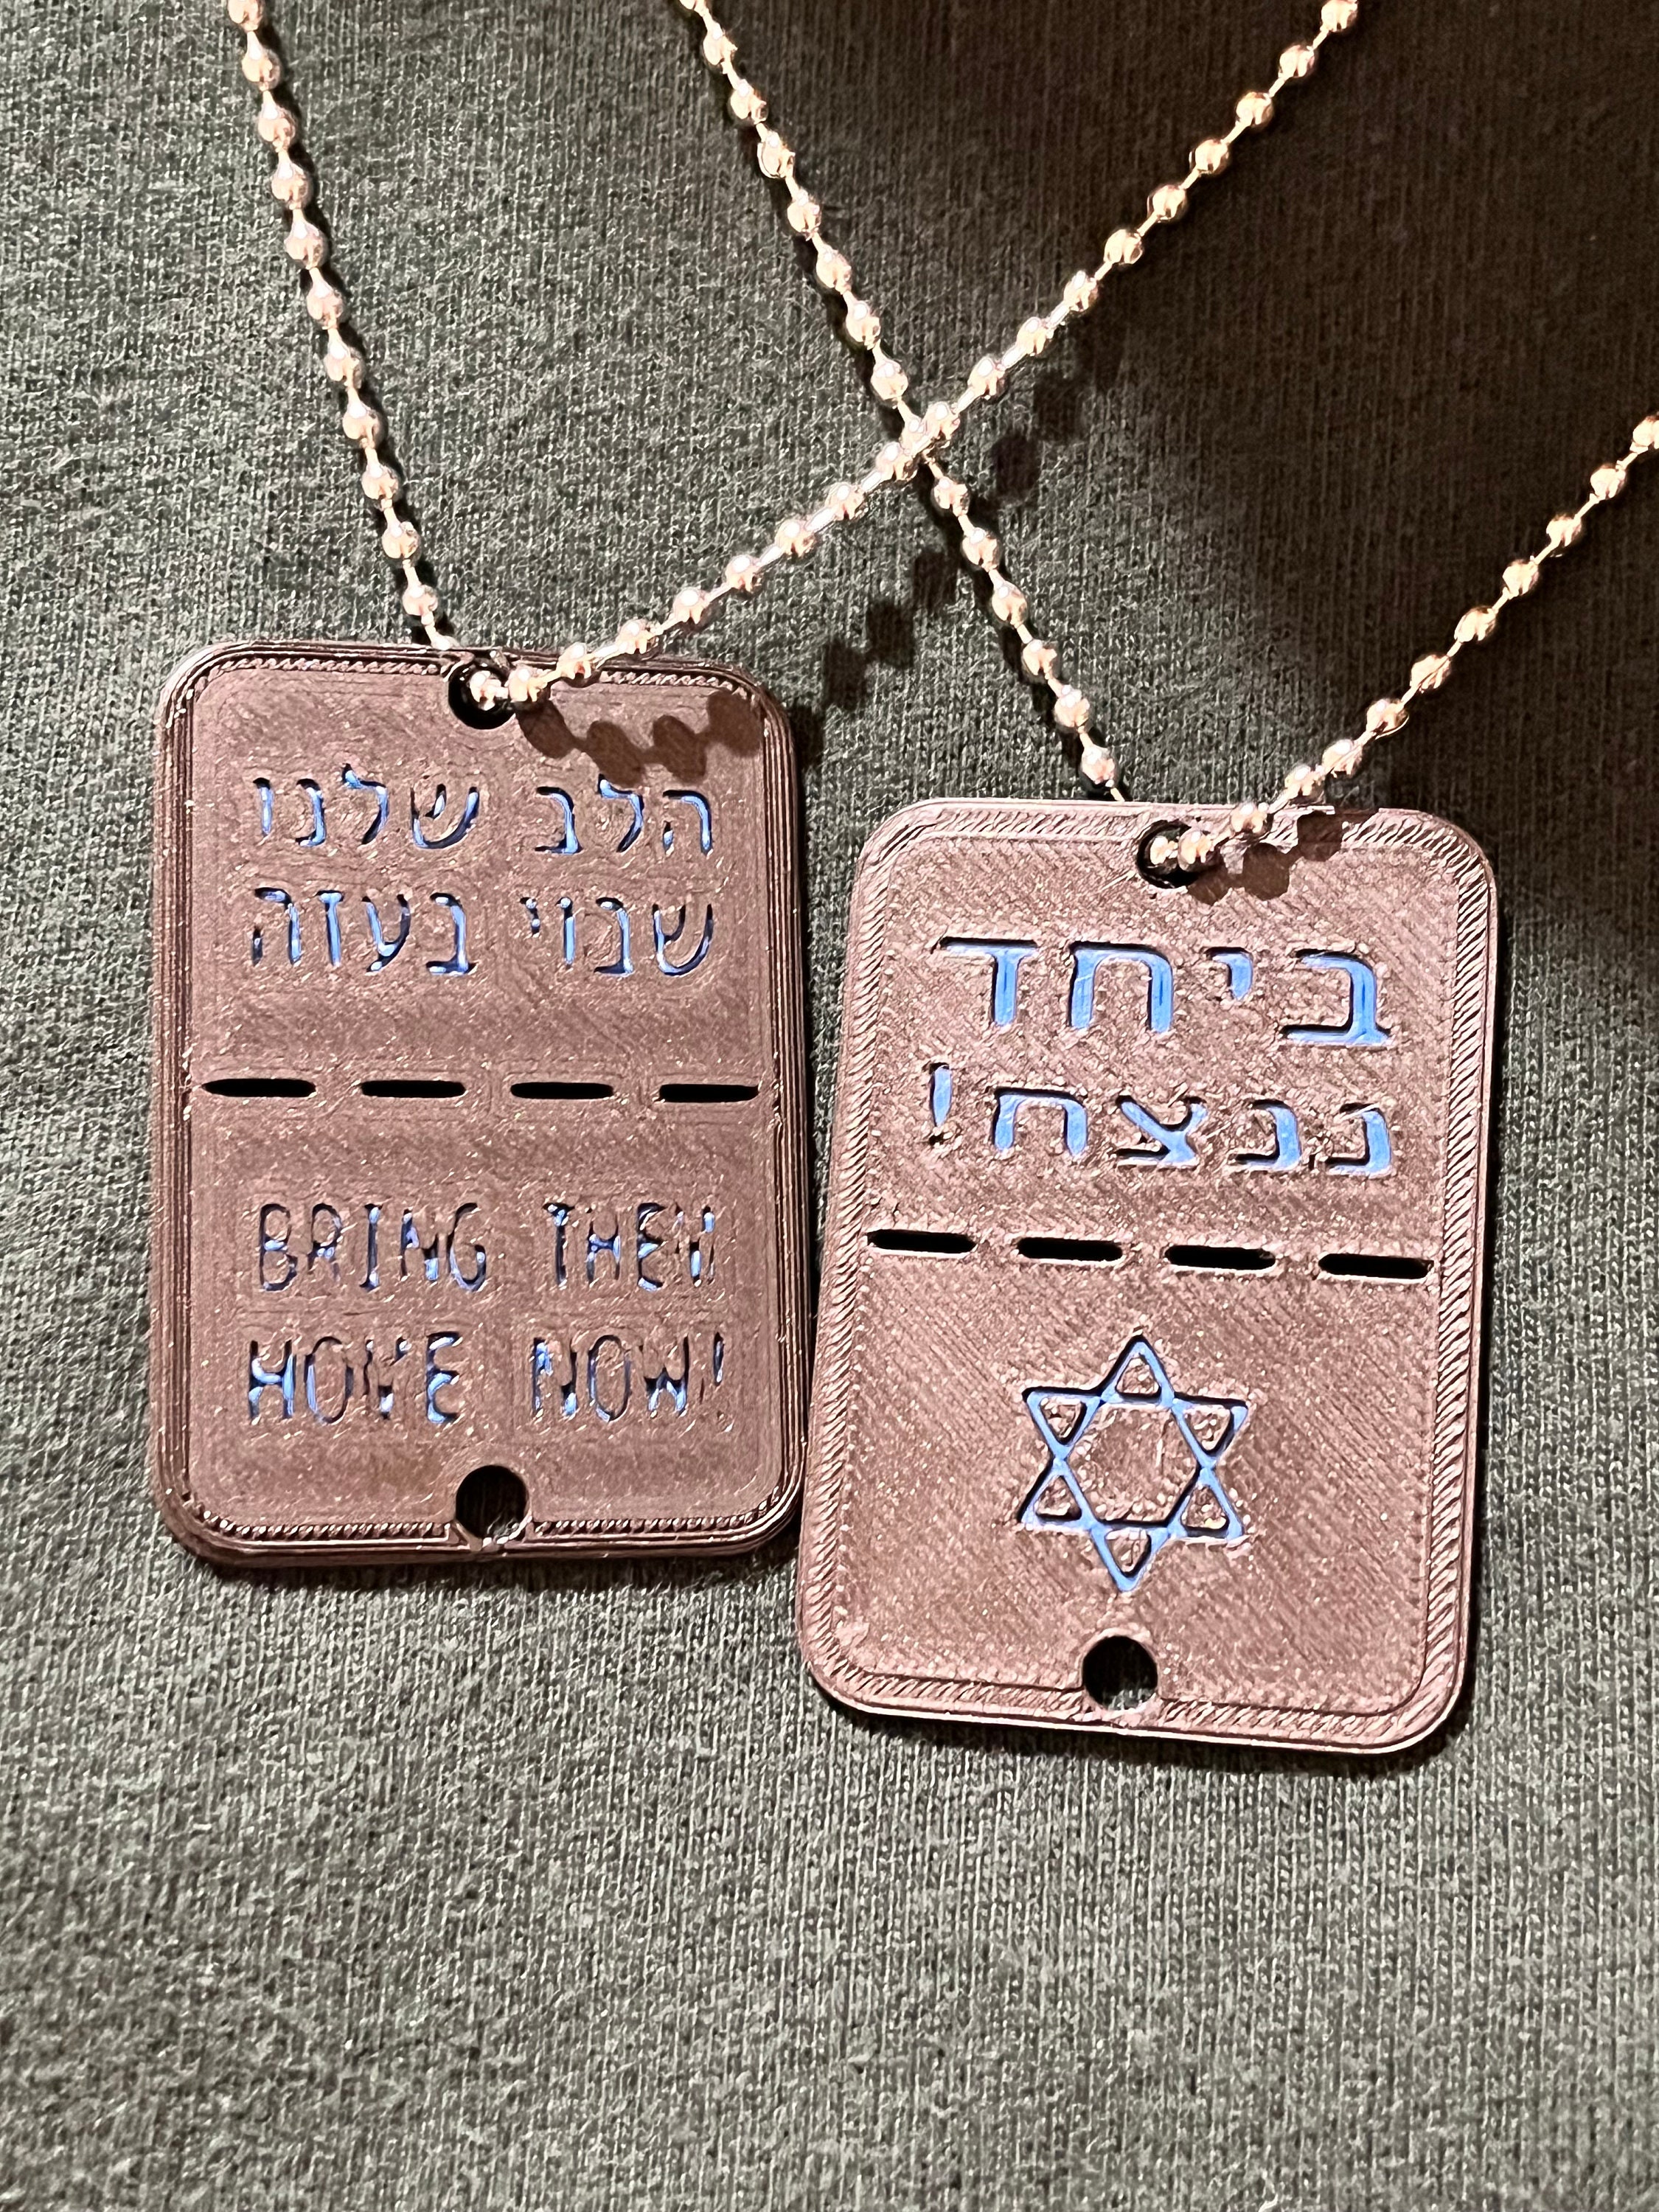 הלב שלנו
שבוי בעזה
BRING THEM
HOME NOW!
ביחד
ננצח!